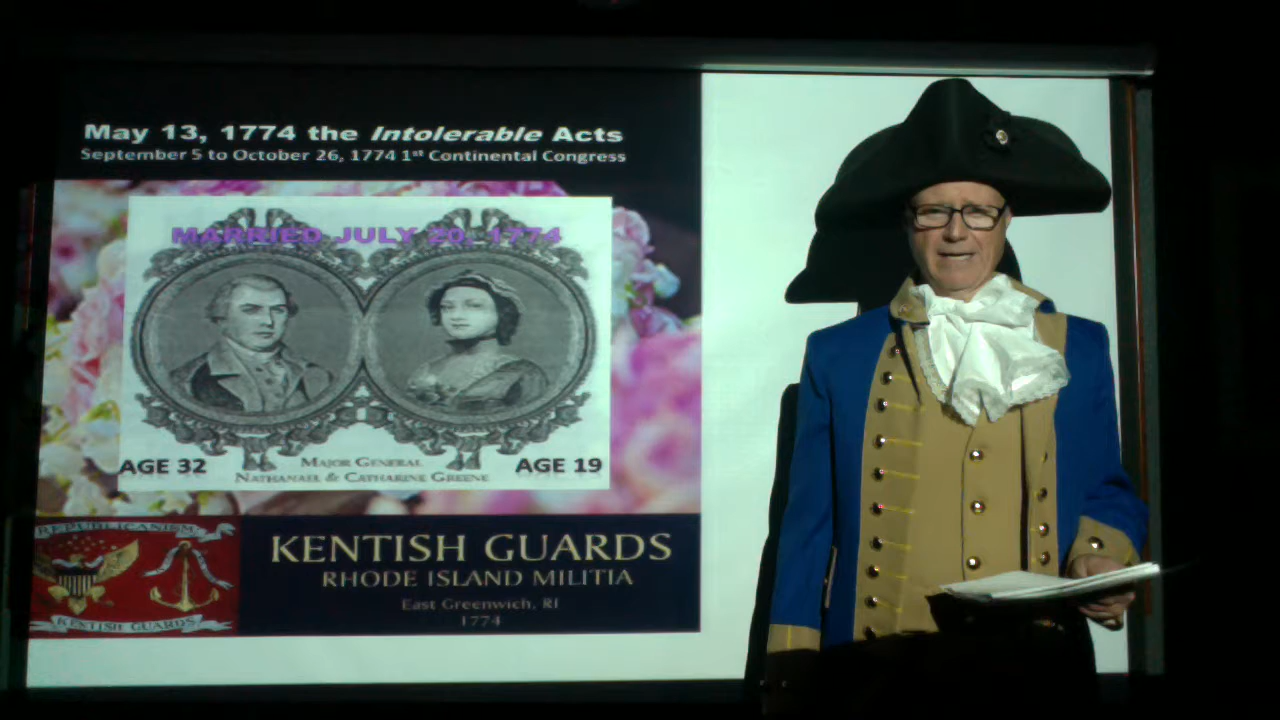 May 13, 1774 the Intolerable Acts
September 5 to October 26, 1774 1st Continental Congress
MARRIED JULY 20, 1774
AGE 32
AGE 19
MAJOR GENERAL
NATHANAEL & CATHARINE GREENE
REPUBLICANISM
KENTISH GUARDS
KENTISH GUARDS
RHODE ISLAND MILITIA
East Greenwich, RI
1774